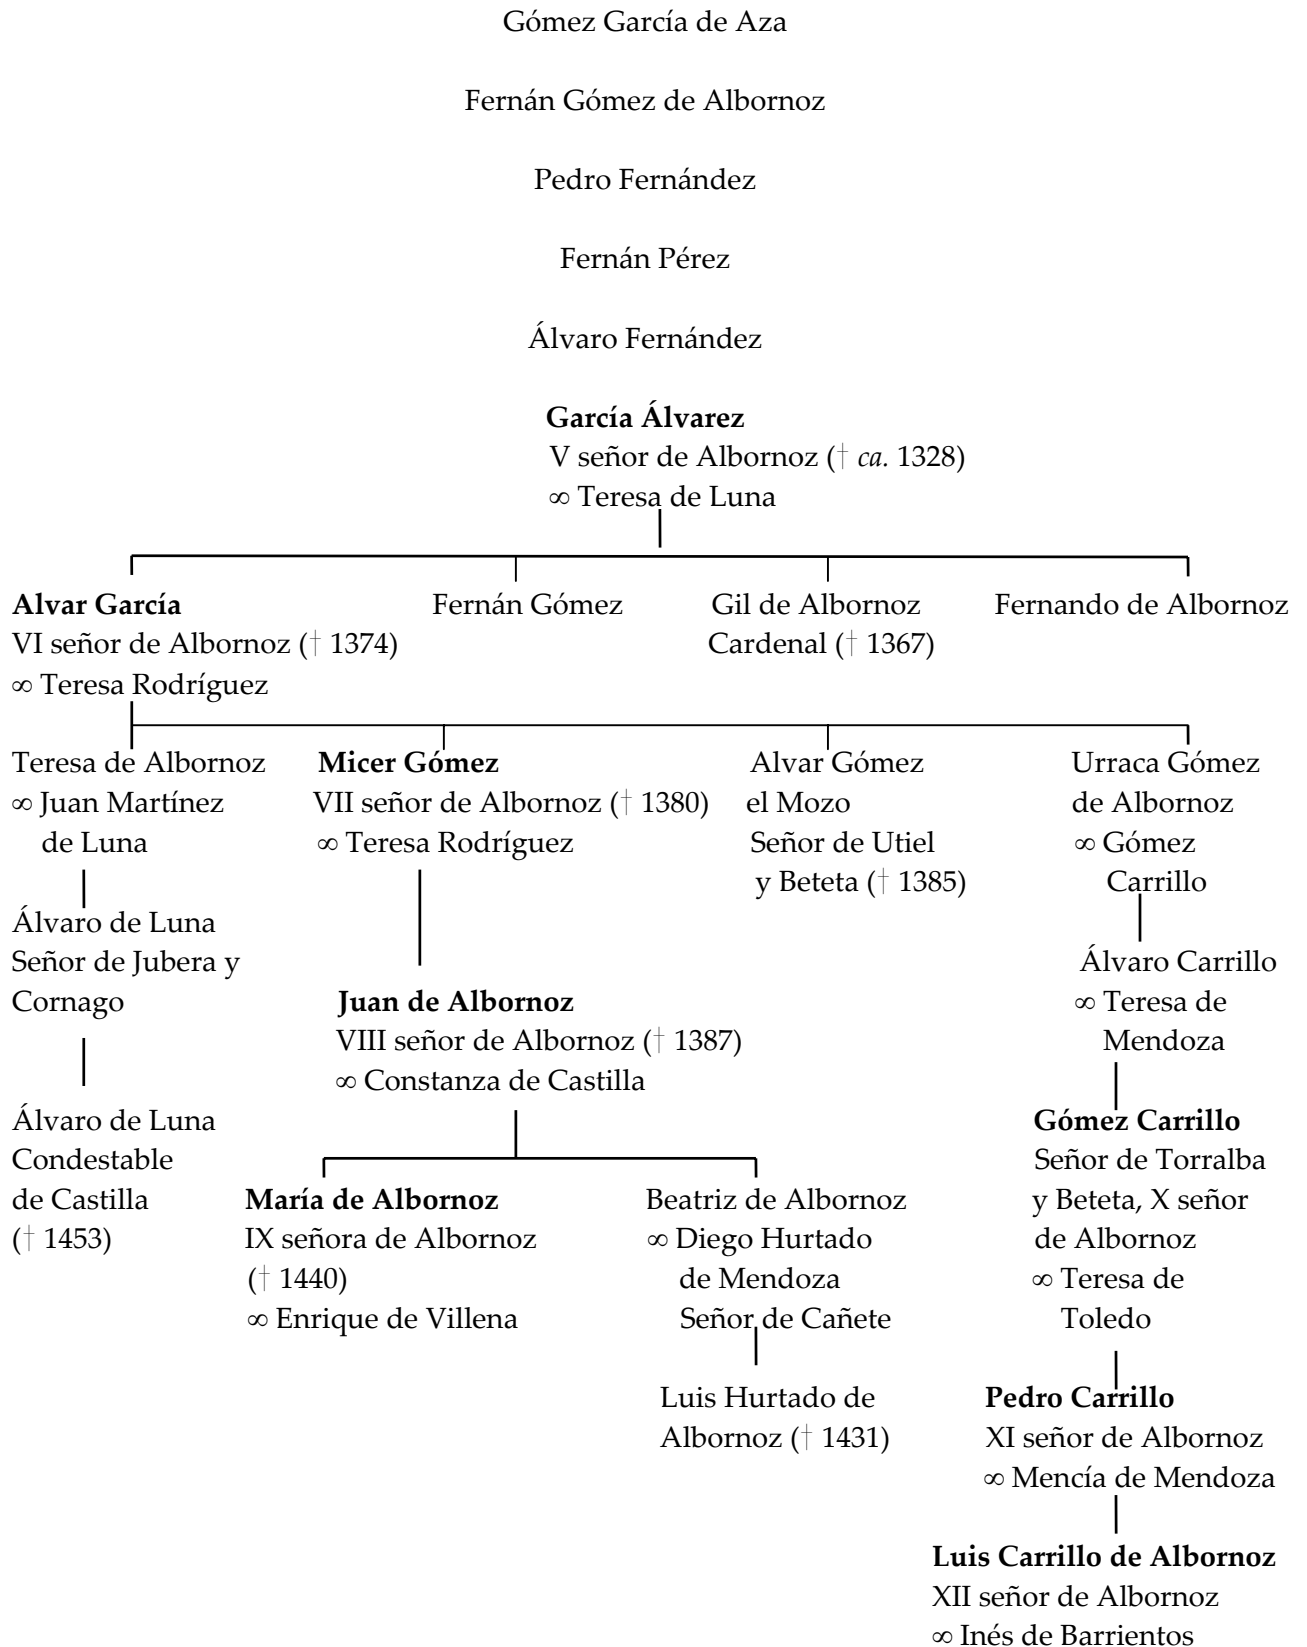 Gómez García de Aza
Fernán Gómez de Albornoz
Pedro Fernández
Fernán Pérez
Álvaro Fernández
García Álvarez
V señor de Albornoz († ca. 1328)
∞ Teresa de Luna
Alvar García
VI señor de Albornoz († 1374)
∞ Teresa Rodríguez
Fernán Gómez
Gil de Albornoz
Cardenal († 1367)
Fernando de Albornoz
Teresa de Albornoz
∞ Juan Martínez
de Luna
Micer Gómez
VII señor de Albornoz († 1380)
∞ Teresa Rodríguez
Alvar Gómez
el Mozo
Señor de Utiel
y Beteta († 1385)
Urraca Gómez
de Albornoz
∞ Gómez
Carrillo
Álvaro de Luna
Señor de Jubera y
Cornago
Juan de Albornoz
VIII señor de Albornoz († 1387)
∞ Constanza de Castilla
Álvaro Carrillo
∞ Teresa de
Mendoza
Álvaro de Luna
Condestable
de Castilla
(† 1453)
María de Albornoz
IX señora de Albornoz
(† 1440)
∞ Enrique de Villena
Beatriz de Albornoz
∞ Diego Hurtado
de Mendoza
Señor de Cañete
Gómez Carrillo
Señor de Torralba
y Beteta, X señor
de Albornoz
∞ Teresa de
Toledo
Luis Hurtado de
Albornoz († 1431)
Pedro Carrillo
XI señor de Albornoz
∞ Mencía de Mendoza
Luis Carrillo de Albornoz
XII señor de Albornoz
∞ Inés de Barrientos